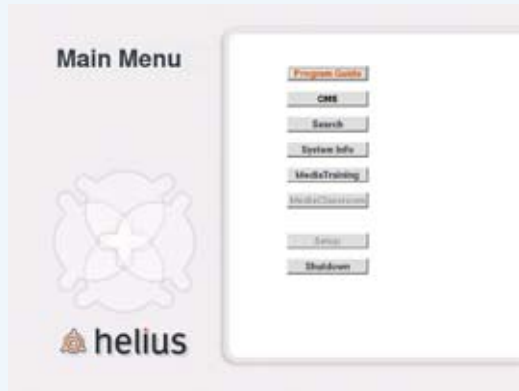 Main Menu
Program Guide
CMS
Search
System Info
MediaTraining
MediaClassroom
Setup
Shutdown
helius